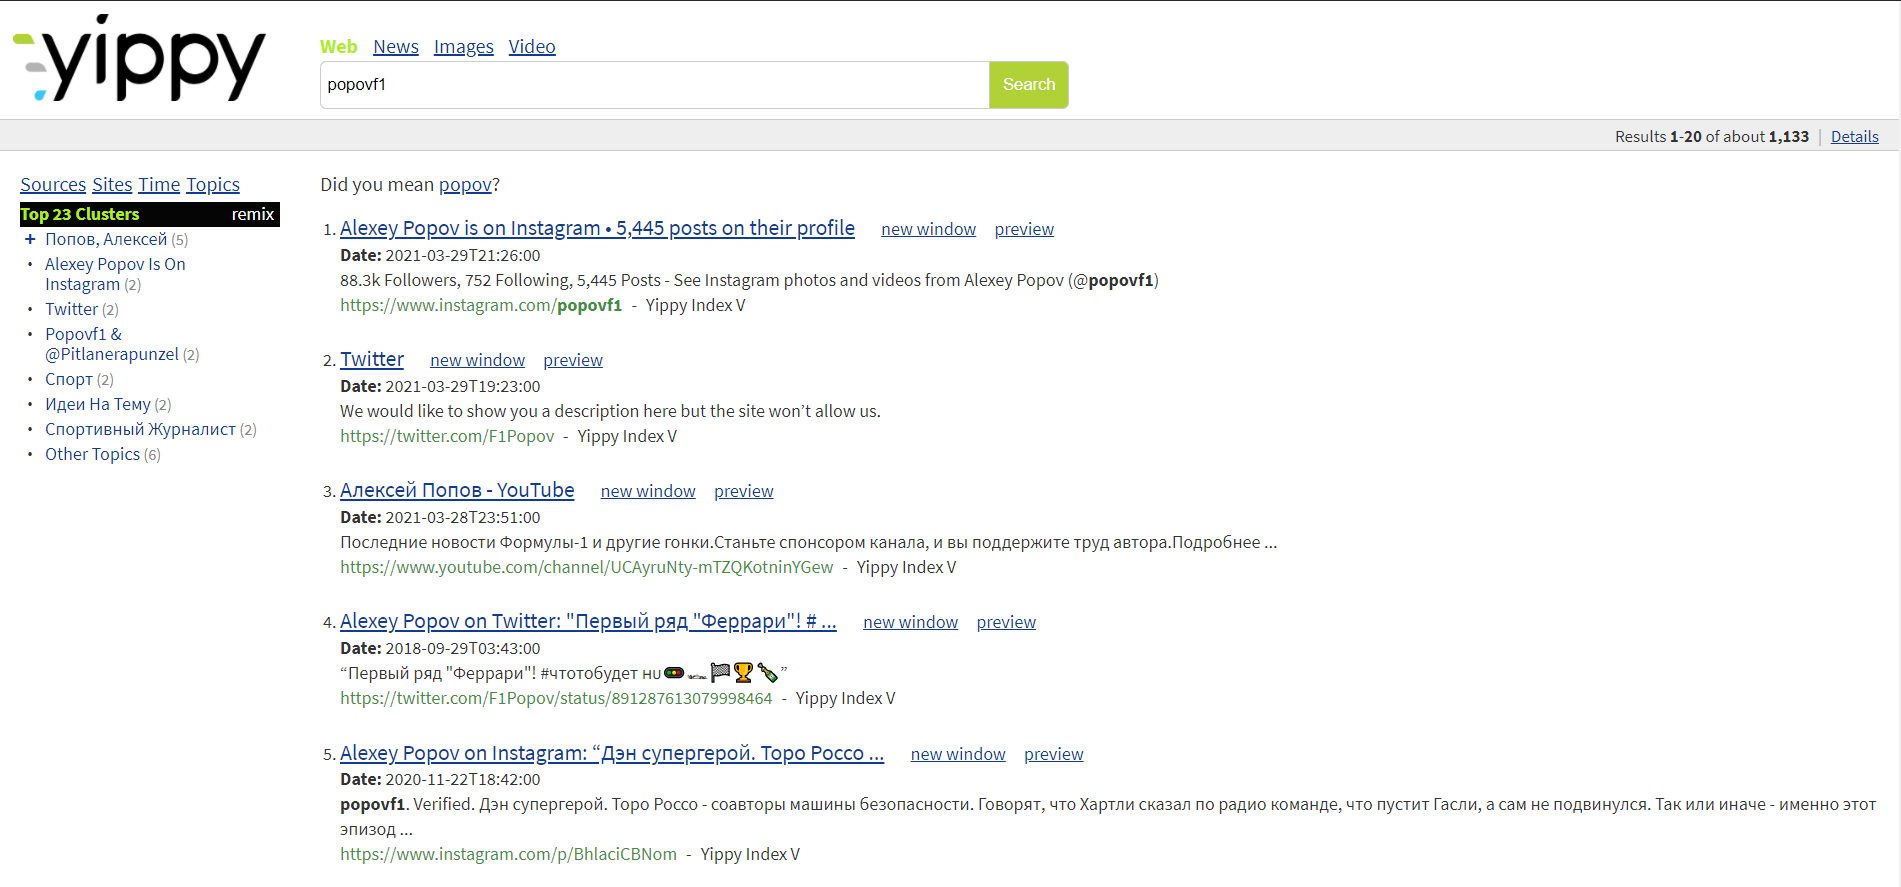 yippy
Web News Images Video
popovf1
Search
Results 1-20 of about 1,133 | Details
Sources Sites Time Topics
Top 23 Clusters remix
+ Попов, Алексей (5)
• Alexey Popov Is On
Instagram (2)
• Twitter (2)
• Popovf1 &
@Pitlanerapunzel (2)
• Спорт (2)
• Идеи На Тему (2)
• Спортивный Журналист (2)
• Other Topics (6)
Did you mean popov?
1. Alexey Popov is on Instagram • 5,445 posts on their profile new window preview
Date: 2021-03-29T21:26:00
88.3k Followers, 752 Following, 5,445 Posts - See Instagram photos and videos from Alexey Popov (@popovf1)
https://www.instagram.com/popovf1 - Yippy Index V
2. Twitter new window preview
Date: 2021-03-29T19:23:00
We would like to show you a description here but the site won’t allow us.
https://twitter.com/F1Popov - Yippy Index V
3. Алексей Попов - YouTube new window preview
Date: 2021-03-28T23:51:00
Последние новости Формулы-1 и другие гонки.Станьте спонсором канала, и вы поддержите труд автора.Подробнее ...
https://www.youtube.com/channel/UCAyruNty-mTZQKotninYGew - Yippy Index V
4. Alexey Popov on Twitter: "Первый ряд "Феррари"! # ... new window preview
Date: 2018-09-29T03:43:00
“Первый ряд "Феррари"! #чтотобудет ни🚥🏎🏁🏆🍾”
https://twitter.com/F1Popov/status/891287613079998464 - Yippy Index V
5. Alexey Popov on Instagram: “Дэн супергерой. Торо Россо ... new window preview
Date: 2020-11-22T18:42:00
popovf1. Verified. Дэн супергерой. Торо Россо - соавторы машины безопасности. Говорят, что Хартли сказал по радио команде, что пустит Гасли, а сам не подвинулся. Так или иначе - именно этот
эпизод ...
https://www.instagram.com/p/BhlaciCBNom - Yippy Index V